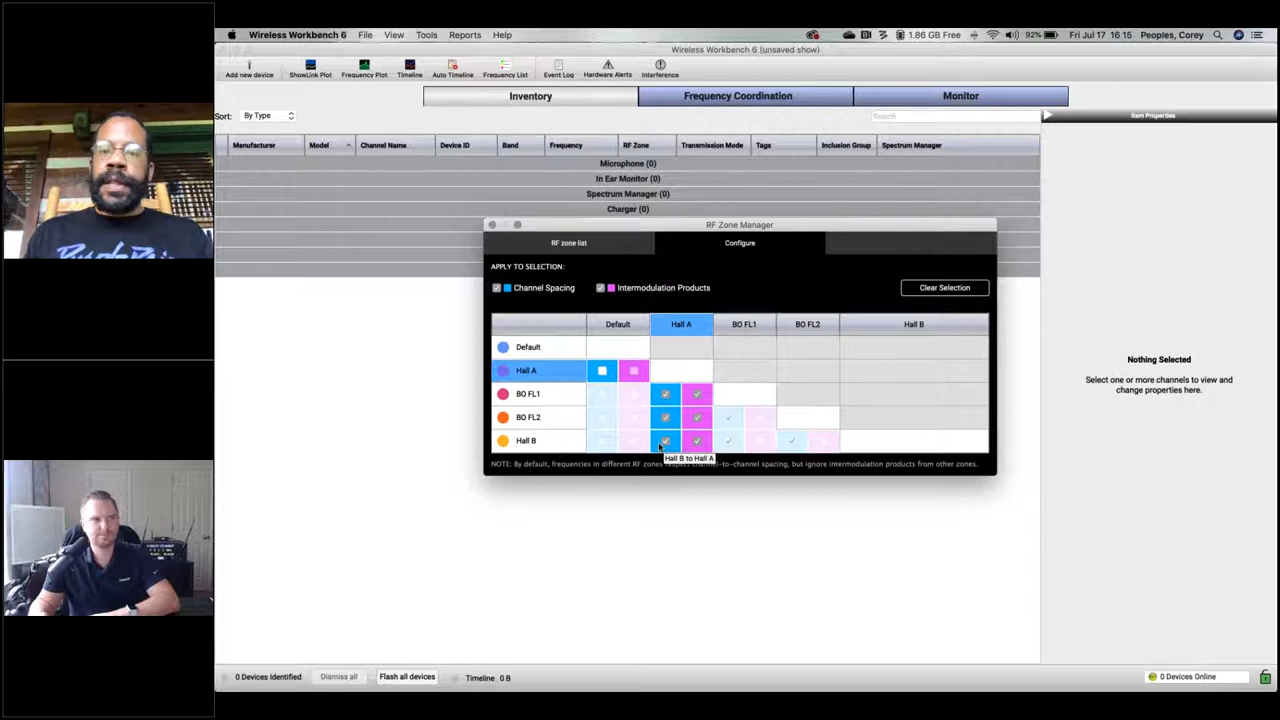 Wireless Workbench 6 File View Tools Reports Help 1.86 GB Free 92% Fri Jul 17 16:15 Peoples, Corey
Wireless Workbench 6 (unsaved show)
Add new device ShowLink Plot Frequency Plot Timeline Auto Timeline Frequency List Event Log Hardware Alerts Interference
Inventory Frequency Coordination Monitor
Sort: By Type Search Item Properties
Manufacturer Model Channel Name Device ID Band Frequency RF Zone Transmission Mode Tags Inclusion Group Spectrum Manager
Microphone (0)
In Ear Monitor (0)
Spectrum Manager (0)
Charger (0)
RF Zone Manager
RF zone list Configure
APPLY TO SELECTION:
Channel Spacing Intermodulation Products Clear Selection
Default Hall A BO FL1 BO FL2 Hall B
Default
Hall A
BO FL1
BO FL2
Hall B
Hall B to Hall A
NOTE: By default, frequencies in different RF zones respect channel-to-channel spacing, but ignore intermodulation products from other zones.
Nothing Selected
Select one or more channels to view and
change properties here.
0 Devices Identified Dismiss all Flash all devices Timeline 0 B 0 Devices Online